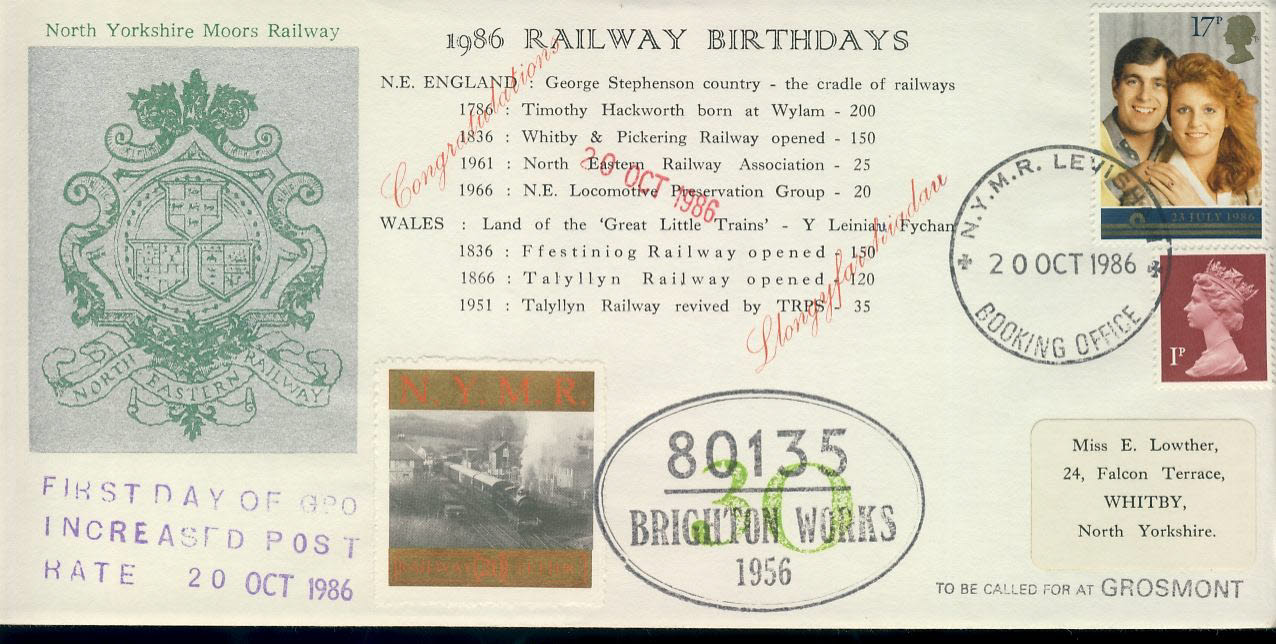 North Yorkshire Moors Railway
NORTH EASTERN RAILWAY
FIRST DAY OF GPO
INCREASED POST
RATE 20 OCT 1986
1986 RAILWAY BIRTHDAYS
N.E. ENGLAND : George Stephenson country - the cradle of railways
1786 : Timothy Hackworth born at Wylam - 200
1836 : Whitby & Pickering Railway opened - 150
1961 : North Eastern Railway Association - 25
1966 : N.E. Locomotive Preservation Group - 20
WALES : Land of the 'Great Little Trains' - Y Leiniau Fychan
1836 : Ffestiniog Railway opened - 150
1866 : Talyllyn Railway opened - 120
1951 : Talyllyn Railway revived by TRPS - 35
Congratulations
20 OCT 1986
Llongyfarchiadau
N.Y.M.R.
RAILWAY LETTER
80135
30
BRIGHTON WORKS
1956
17P
23 JULY 1986
1P
N.Y.M.R. LEVISHAM
20 OCT 1986
BOOKING OFFICE
Miss E. Lowther,
24, Falcon Terrace,
WHITBY,
North Yorkshire.
TO BE CALLED FOR AT GROSMONT